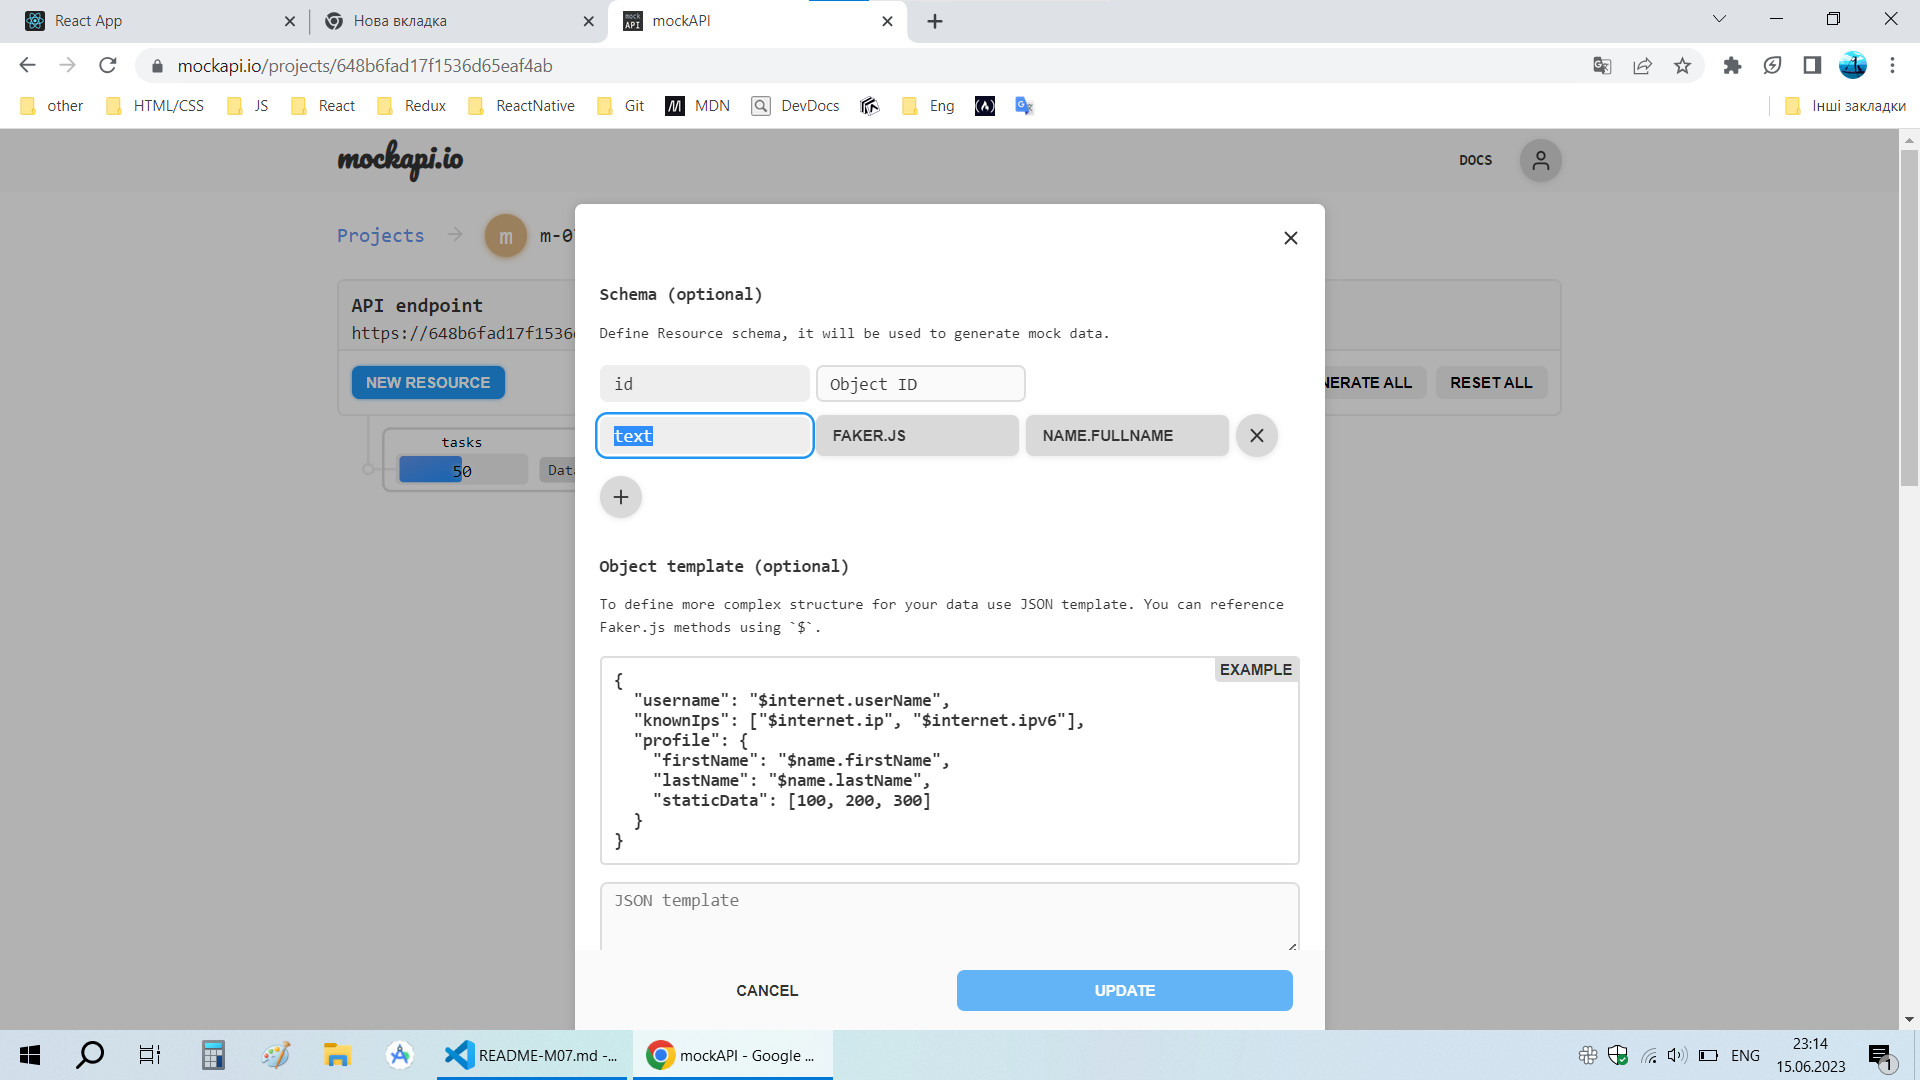 React App
Нова вкладка
mock API
mockAPI
mockapi.io/projects/648b6fad17f1536d65eaf4ab
other
HTML/CSS
JS
React
Redux
ReactNative
Git
M
MDN
DevDocs
Eng
Інші закладки
mockapi.io
DOCS
Projects
m
m-0
API endpoint
https://648b6fad17f1536
NEW RESOURCE
NERATE ALL
RESET ALL
tasks
50
Data
Schema (optional)
Define Resource schema, it will be used to generate mock data.
id
Object ID
text
FAKER.JS
NAME.FULLNAME
Object template (optional)
To define more complex structure for your data use JSON template. You can reference
Faker.js methods using `$`.
EXAMPLE
{
"username": "$internet.userName",
"knownIps": ["$internet.ip", "$internet.ipv6"],
"profile": {
"firstName": "$name.firstName",
"lastName": "$name.lastName",
"staticData": [100, 200, 300]
}
}
JSON template
CANCEL
UPDATE
README-M07.md -...
mockAPI - Google ...
ENG
23:14
15.06.2023
1